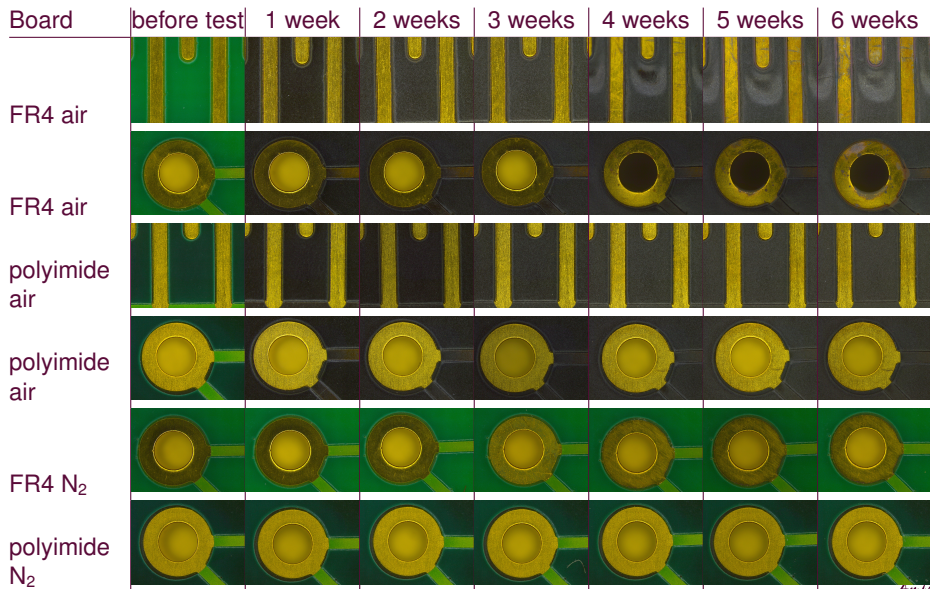 Board before test 1 week 2 weeks 3 weeks 4 weeks 5 weeks 6 weeks
FR4 air
FR4 air
polyimide
air
polyimide
air
FR4 N₂
polyimide
N₂